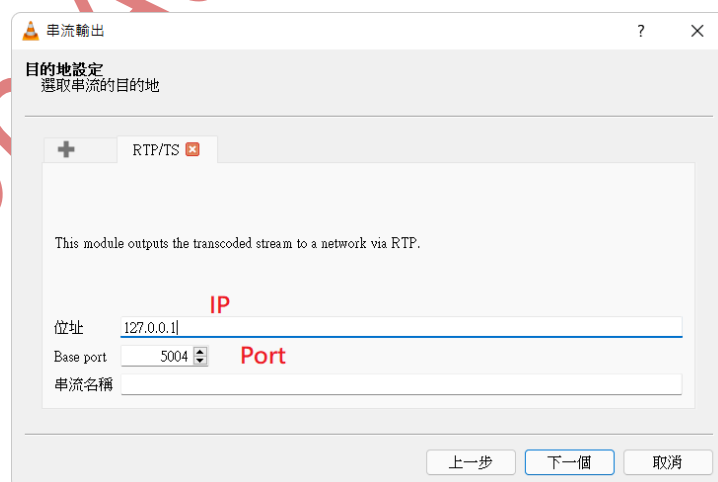 串流輸出
?
目的地設定
選取串流的目的地
RTP/TS
This module outputs the transcoded stream to a network via RTP.
IP
位址 127.0.0.1
Base port 5004 Port
串流名稱
上一步 下一個 取消